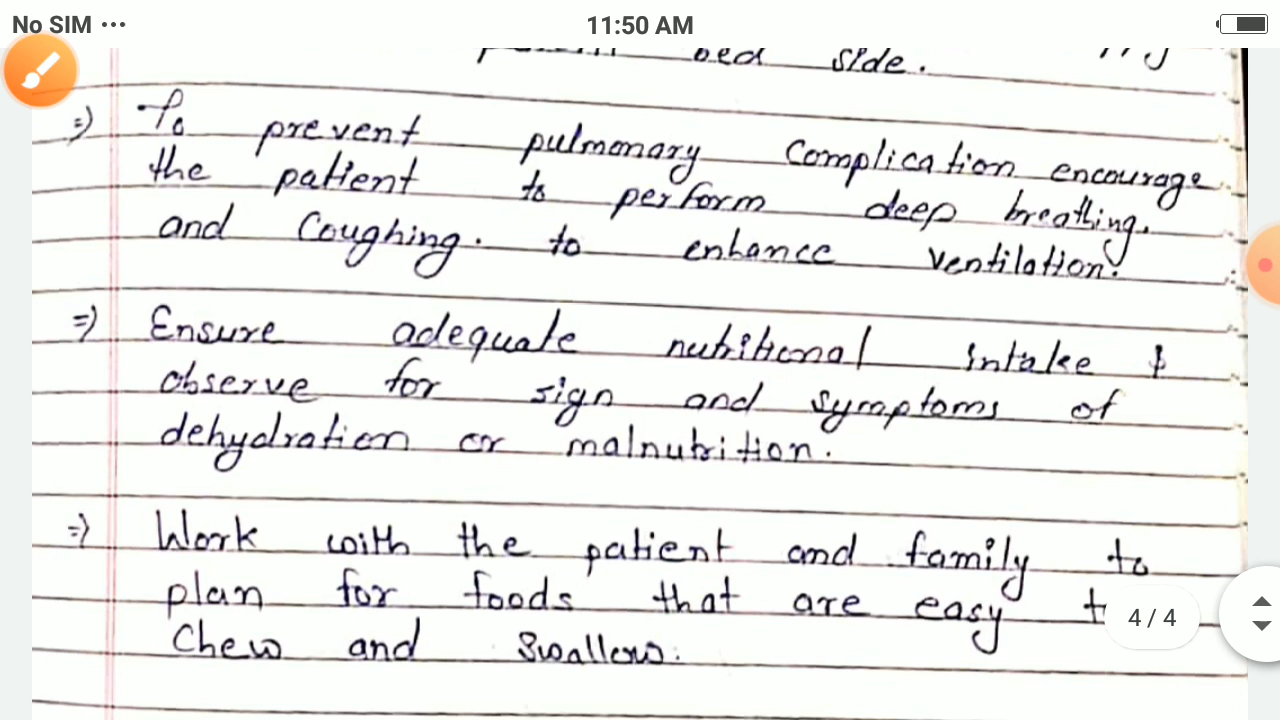 No SIM ...
11:50 AM
bed side.
=) To prevent pulmonary Complication encourage
the patient to perform deep breathing.
and Coughing. to enhance ventilation.
=) Ensure adequate nutritional intake &
observe for sign and symptoms of
dehydration or malnutrition.
=) Work with the patient and family to
plan for foods that are easy
4 / 4
Chew and Swallow.